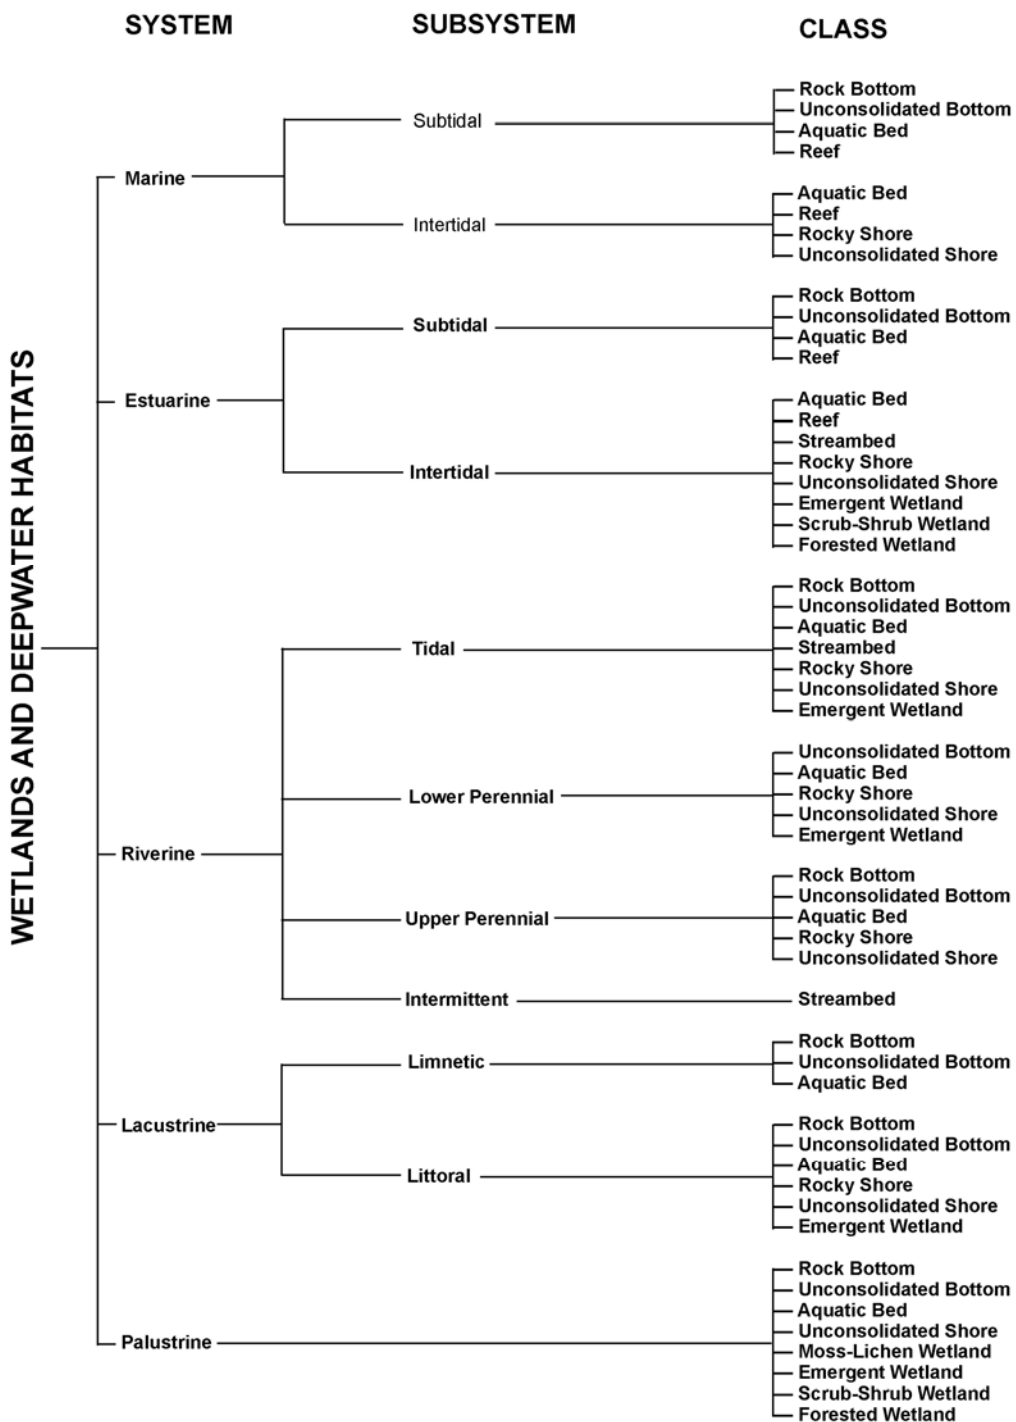 SYSTEM
SUBSYSTEM
CLASS
WETLANDS AND DEEPWATER HABITATS
Marine
Subtidal
Rock Bottom
Unconsolidated Bottom
Aquatic Bed
Reef
Intertidal
Aquatic Bed
Reef
Rocky Shore
Unconsolidated Shore
Estuarine
Subtidal
Rock Bottom
Unconsolidated Bottom
Aquatic Bed
Reef
Intertidal
Aquatic Bed
Reef
Streambed
Rocky Shore
Unconsolidated Shore
Emergent Wetland
Scrub-Shrub Wetland
Forested Wetland
Riverine
Tidal
Rock Bottom
Unconsolidated Bottom
Aquatic Bed
Streambed
Rocky Shore
Unconsolidated Shore
Emergent Wetland
Lower Perennial
Unconsolidated Bottom
Aquatic Bed
Rocky Shore
Unconsolidated Shore
Emergent Wetland
Upper Perennial
Rock Bottom
Unconsolidated Bottom
Aquatic Bed
Rocky Shore
Unconsolidated Shore
Intermittent
Streambed
Lacustrine
Limnetic
Rock Bottom
Unconsolidated Bottom
Aquatic Bed
Littoral
Rock Bottom
Unconsolidated Bottom
Aquatic Bed
Rocky Shore
Unconsolidated Shore
Emergent Wetland
Palustrine
Rock Bottom
Unconsolidated Bottom
Aquatic Bed
Unconsolidated Shore
Moss-Lichen Wetland
Emergent Wetland
Scrub-Shrub Wetland
Forested Wetland